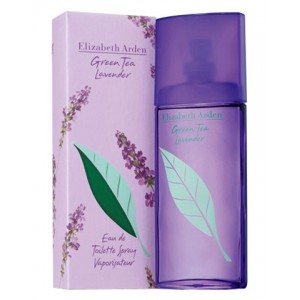 Elizabeth Arden
Green Tea
Lavender
Eau de
Toilette Spray
Vaporisateur
Elizabeth Arden
Green Tea
Lavender